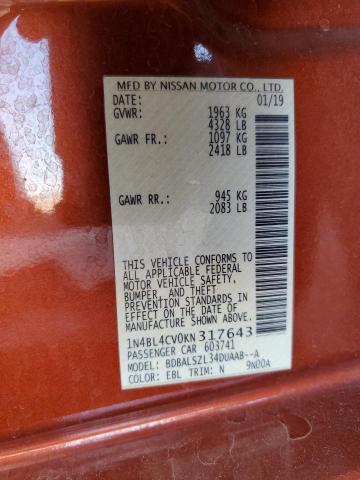 MFD BY NISSAN MOTOR CO., LTD.
DATE: 01/19
GVWR: 1963 KG
4328 LB
GAWR FR.: 1097 KG
2418 LB
GAWR RR.: 945 KG
2083 LB
THIS VEHICLE CONFORMS TO
ALL APPLICABLE FEDERAL
MOTOR VEHICLE SAFETY,
BUMPER, AND THEFT
PREVENTION STANDARDS IN
EFFECT ON THE DATE OF
MANUFACTURE SHOWN ABOVE.
1N4BL4CV0KN317643
PASSENGER CAR 603741
MODEL: BDBALSZL34DUAAB--A
COLOR: EBL TRIM: N 9N00A